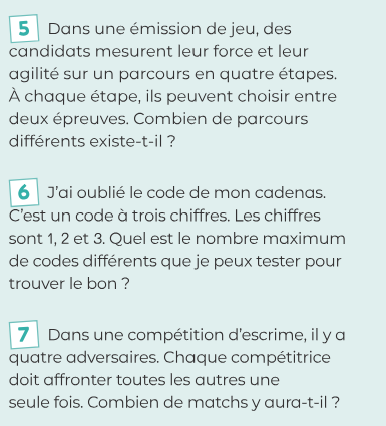 5 Dans une émission de jeu, des
candidats mesurent leur force et leur
agilité sur un parcours en quatre étapes.
À chaque étape, ils peuvent choisir entre
deux épreuves. Combien de parcours
différents existe-t-il ?
6 J'ai oublié le code de mon cadenas.
C'est un code à trois chiffres. Les chiffres
sont 1, 2 et 3. Quel est le nombre maximum
de codes différents que je peux tester pour
trouver le bon ?
7 Dans une compétition d'escrime, il y a
quatre adversaires. Chaque compétitrice
doit affronter toutes les autres une
seule fois. Combien de matchs y aura-t-il ?